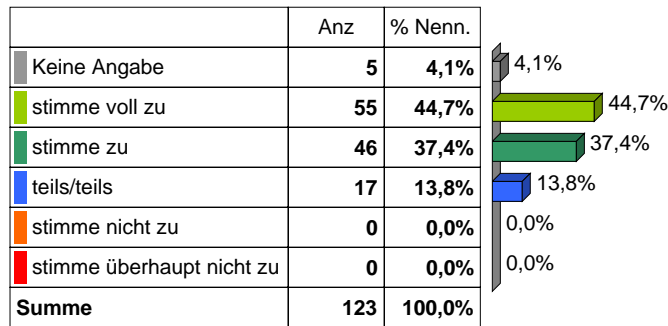 Anz % Nenn.
Keine Angabe 5 4,1% 4,1%
stimme voll zu 55 44,7% 44,7%
stimme zu 46 37,4% 37,4%
teils/teils 17 13,8% 13,8%
stimme nicht zu 0 0,0% 0,0%
stimme überhaupt nicht zu 0 0,0% 0,0%
Summe 123 100,0%